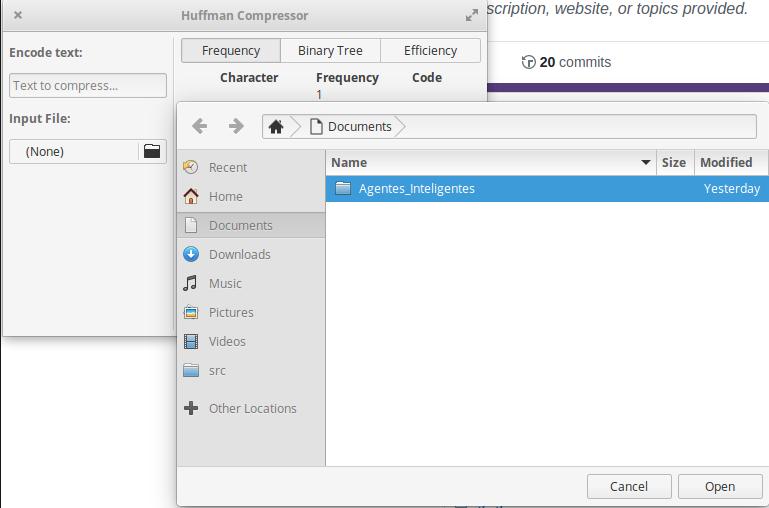 Huffman Compressor
scription, website, or topics provided.
20 commits
Encode text:
Text to compress...
Input File:
(None)
Frequency Binary Tree Efficiency
Character Frequency Code
1
Documents
Recent
Home
Documents
Downloads
Music
Pictures
Videos
src
Other Locations
Name Size Modified
Agentes_Inteligentes Yesterday
Cancel Open